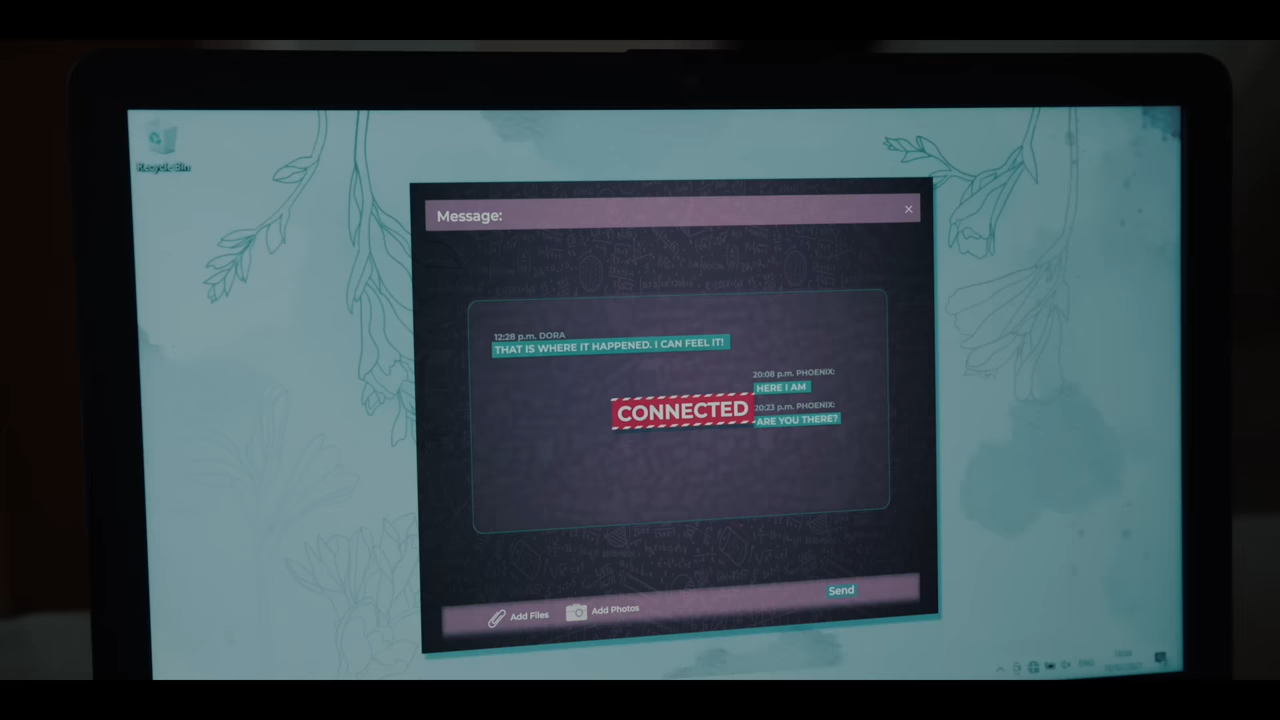 Recycle Bin
Message:
×
12:28 p.m. DORA
THAT IS WHERE IT HAPPENED. I CAN FEEL IT!
20:08 p.m. PHOENIX:
HERE I AM
CONNECTED
20:23 p.m. PHOENIX:
ARE YOU THERE?
Add Files
Add Photos
Send
ENG